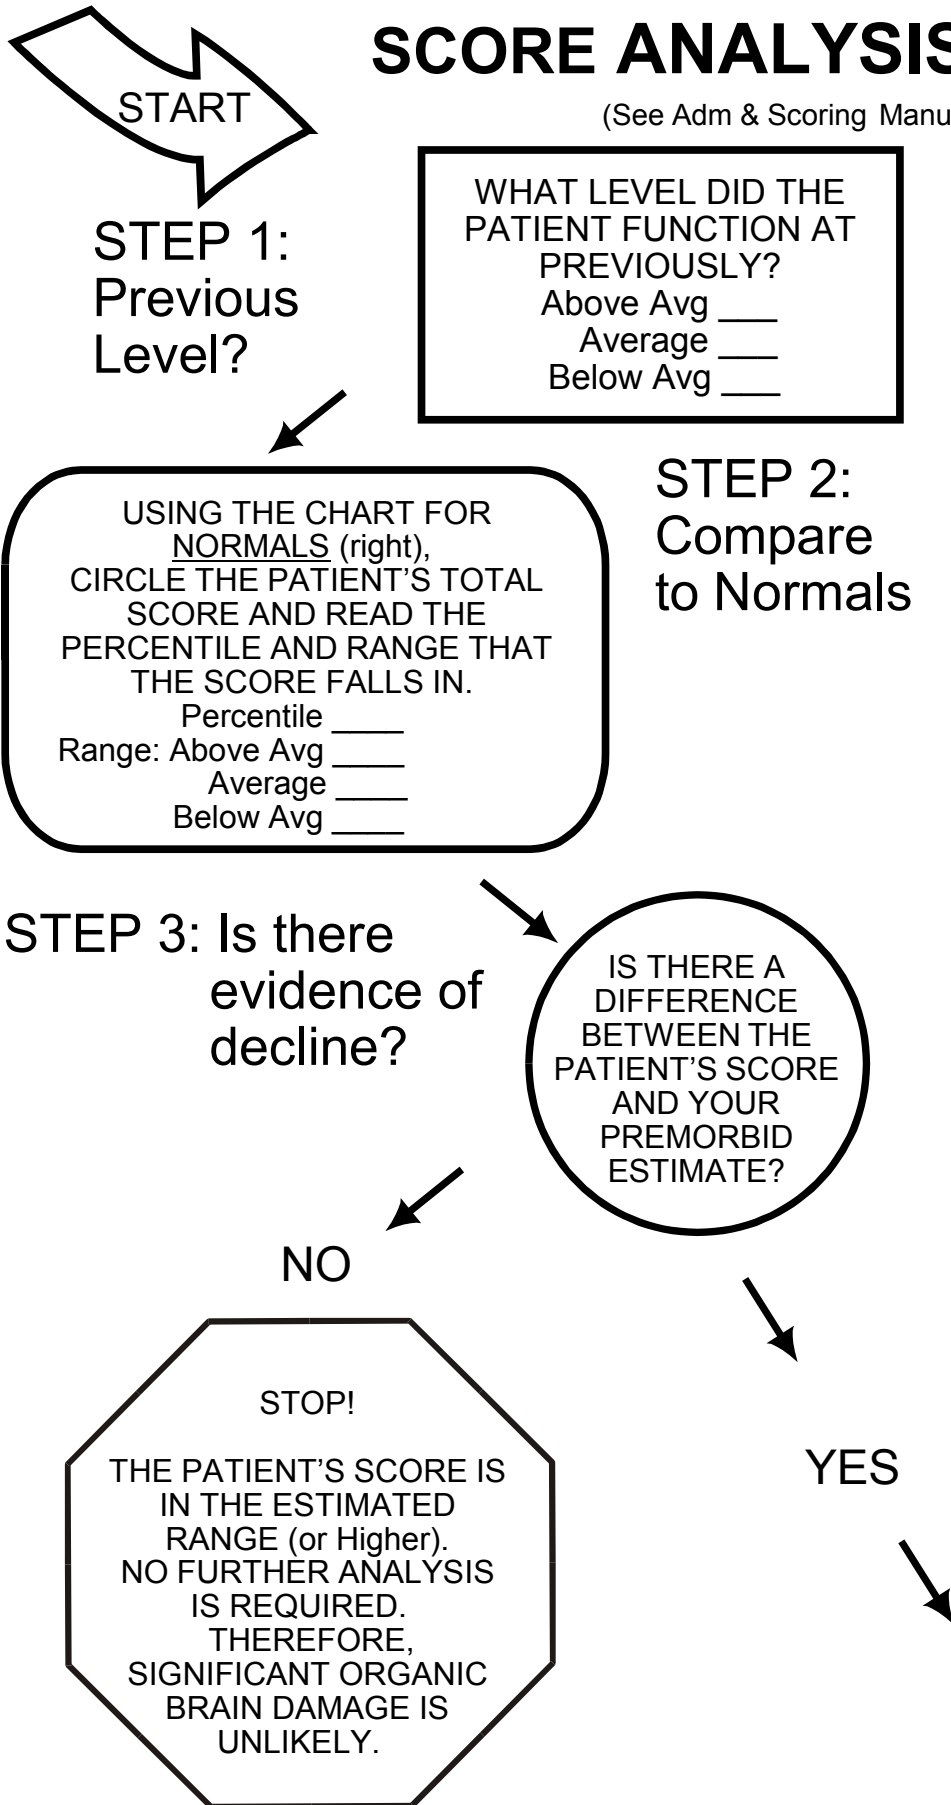 START
SCORE ANALYSIS
(See Adm & Scoring Manu
STEP 1:
Previous
Level?
WHAT LEVEL DID THE
PATIENT FUNCTION AT
PREVIOUSLY?
Above Avg ___
Average ___
Below Avg ___
USING THE CHART FOR
NORMALS (right),
CIRCLE THE PATIENT'S TOTAL
SCORE AND READ THE
PERCENTILE AND RANGE THAT
THE SCORE FALLS IN.
Percentile ____
Range: Above Avg ____
Average ____
Below Avg ____
STEP 2:
Compare
to Normals
STEP 3: Is there
evidence of
decline?
IS THERE A
DIFFERENCE
BETWEEN THE
PATIENT'S SCORE
AND YOUR
PREMORBID
ESTIMATE?
NO
STOP!
THE PATIENT'S SCORE IS
IN THE ESTIMATED
RANGE (or Higher).
NO FURTHER ANALYSIS
IS REQUIRED.
THEREFORE,
SIGNIFICANT ORGANIC
BRAIN DAMAGE IS
UNLIKELY.
YES